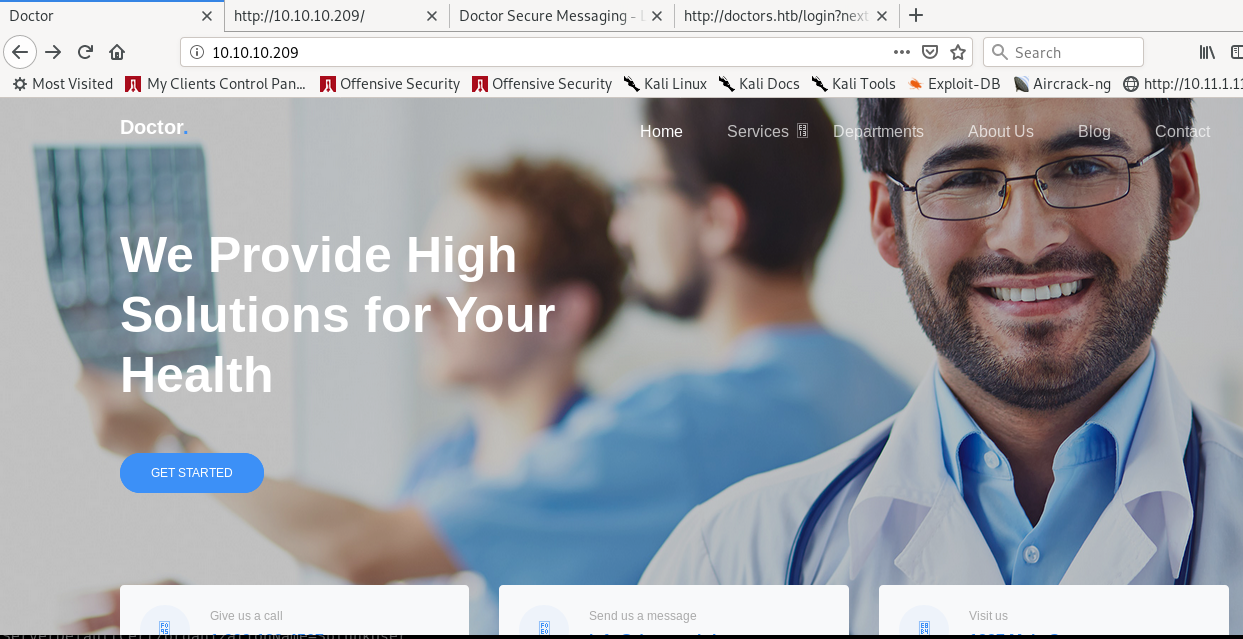 Doctor
http://10.10.10.209/
Doctor Secure Messaging -
http://doctors.htb/login?next
10.10.10.209
Search
Most Visited
My Clients Control Pan...
Offensive Security
Offensive Security
Kali Linux
Kali Docs
Kali Tools
Exploit-DB
Aircrack-ng
http://10.11.1.11
Doctor.
Home
Services
Departments
About Us
Blog
Contact
We Provide High
Solutions for Your
Health
GET STARTED
Give us a call
Send us a message
Visit us